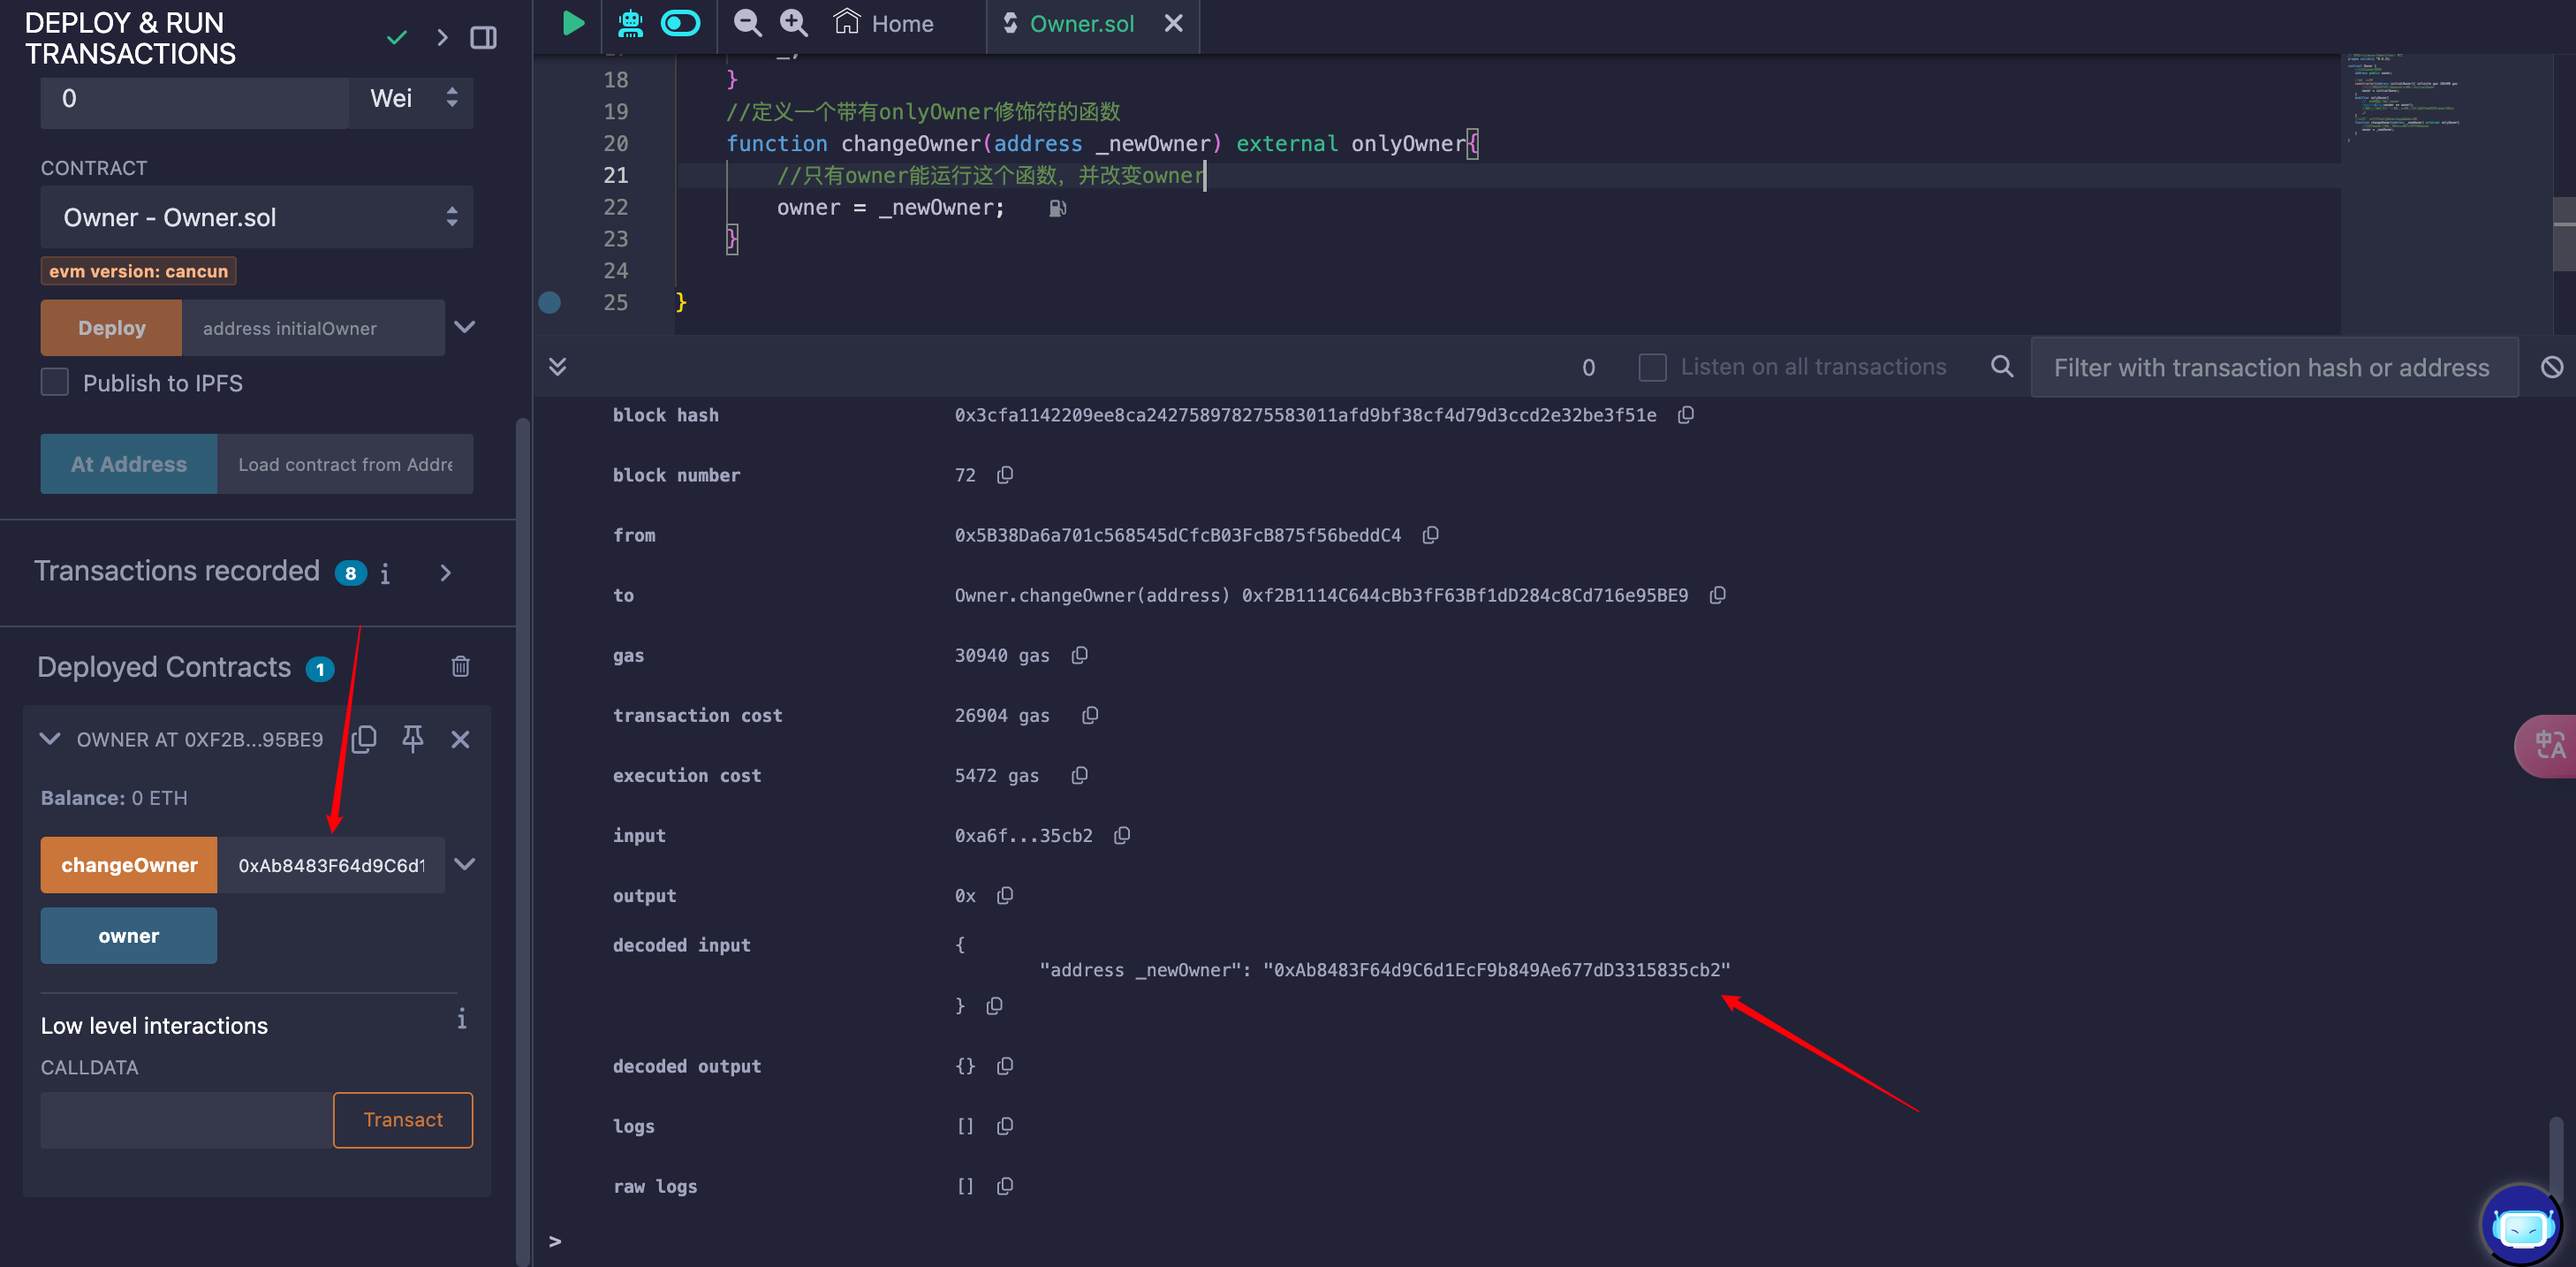 DEPLOY & RUN
TRANSACTIONS
0 Wei
CONTRACT
Owner - Owner.sol
evm version: cancun
Deploy address initialOwner
Publish to IPFS
At Address Load contract from Addre
Transactions recorded 8 i
Deployed Contracts 1
OWNER AT 0XF2B...95BE9
Balance: 0 ETH
changeOwner 0xAb8483F64d9C6d1
owner
Low level interactions i
CALLDATA
Transact
Home Owner.sol
18 }
19 //定义一个带有onlyOwner修饰符的函数
20 function changeOwner(address _newOwner) external onlyOwner{
21 //只有owner能运行这个函数，并改变owner
22 owner = _newOwner;
23 }
24
25 }
0 Listen on all transactions Filter with transaction hash or address
block hash 0x3cfa1142209ee8ca242758978275583011afd9bf38cf4d79d3ccd2e32be3f51e
block number 72
from 0x5B38Da6a701c568545dCfcB03FcB875f56beddC4
to Owner.changeOwner(address) 0xf2B1114C644cBb3fF63Bf1dD284c8Cd716e95BE9
gas 30940 gas
transaction cost 26904 gas
execution cost 5472 gas
input 0xa6f...35cb2
output 0x
decoded input {
"address _newOwner": "0xAb8483F64d9C6d1EcF9b849Ae677dD3315835cb2"
}
decoded output {}
logs []
raw logs []
>
中A